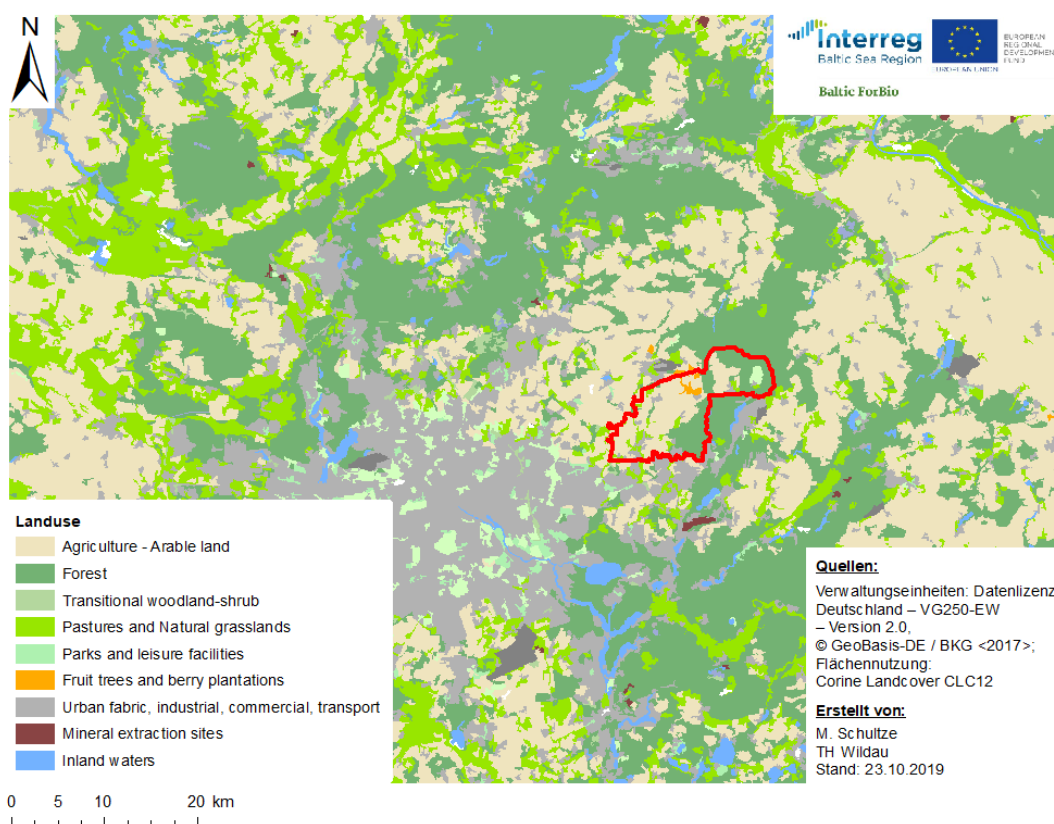 N
Interreg
Baltic Sea Region
EUROPEAN UNION
EUROPEAN
REGIONAL
DEVELOPMENT
FUND
Baltic ForBio
Landuse
Agriculture - Arable land
Forest
Transitional woodland-shrub
Pastures and Natural grasslands
Parks and leisure facilities
Fruit trees and berry plantations
Urban fabric, industrial, commercial, transport
Mineral extraction sites
Inland waters
0 5 10 20 km
Quellen:
Verwaltungseinheiten: Datenlizenz
Deutschland – VG250-EW
– Version 2.0,
© GeoBasis-DE / BKG <2017>;
Flächennutzung:
Corine Landcover CLC12
Erstellt von:
M. Schultze
TH Wildau
Stand: 23.10.2019